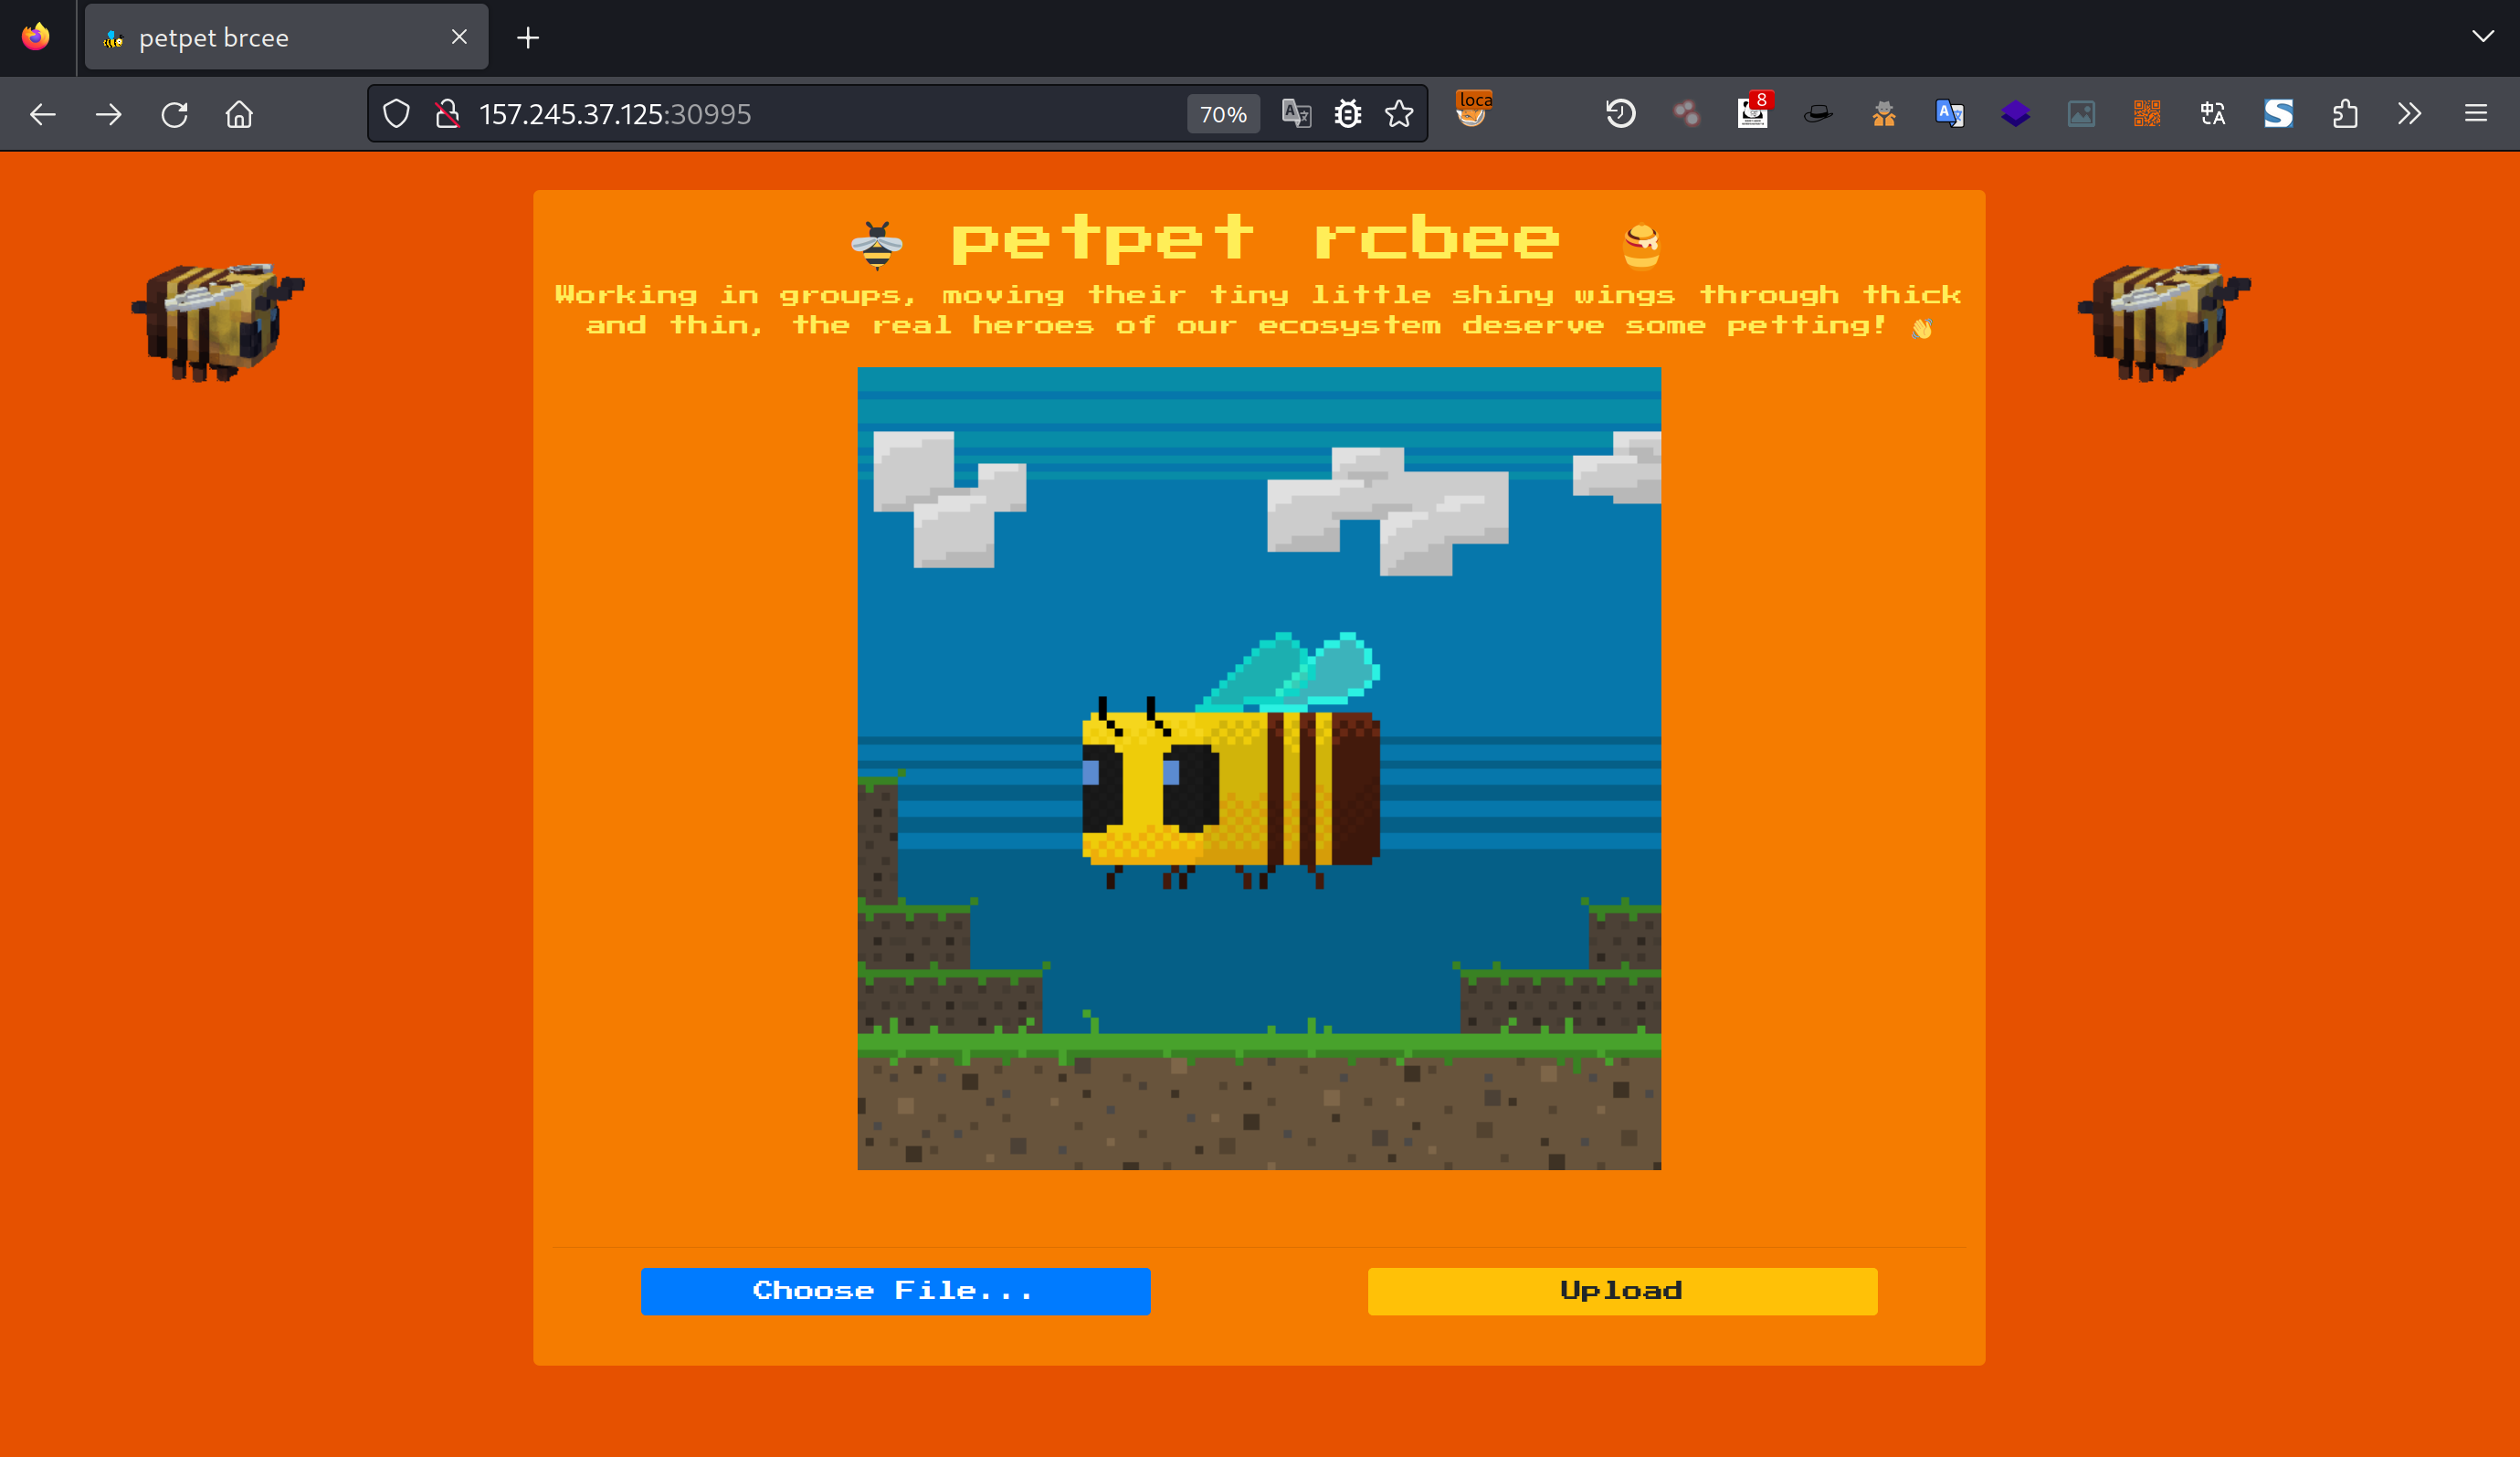 petpet brcee
157.245.37.125:30995
70%
loca
8
petpet rcbee
Working in groups, moving their tiny little shiny wings through thick
and thin, the real heroes of our ecosystem deserve some petting! 👋
Choose File...
Upload